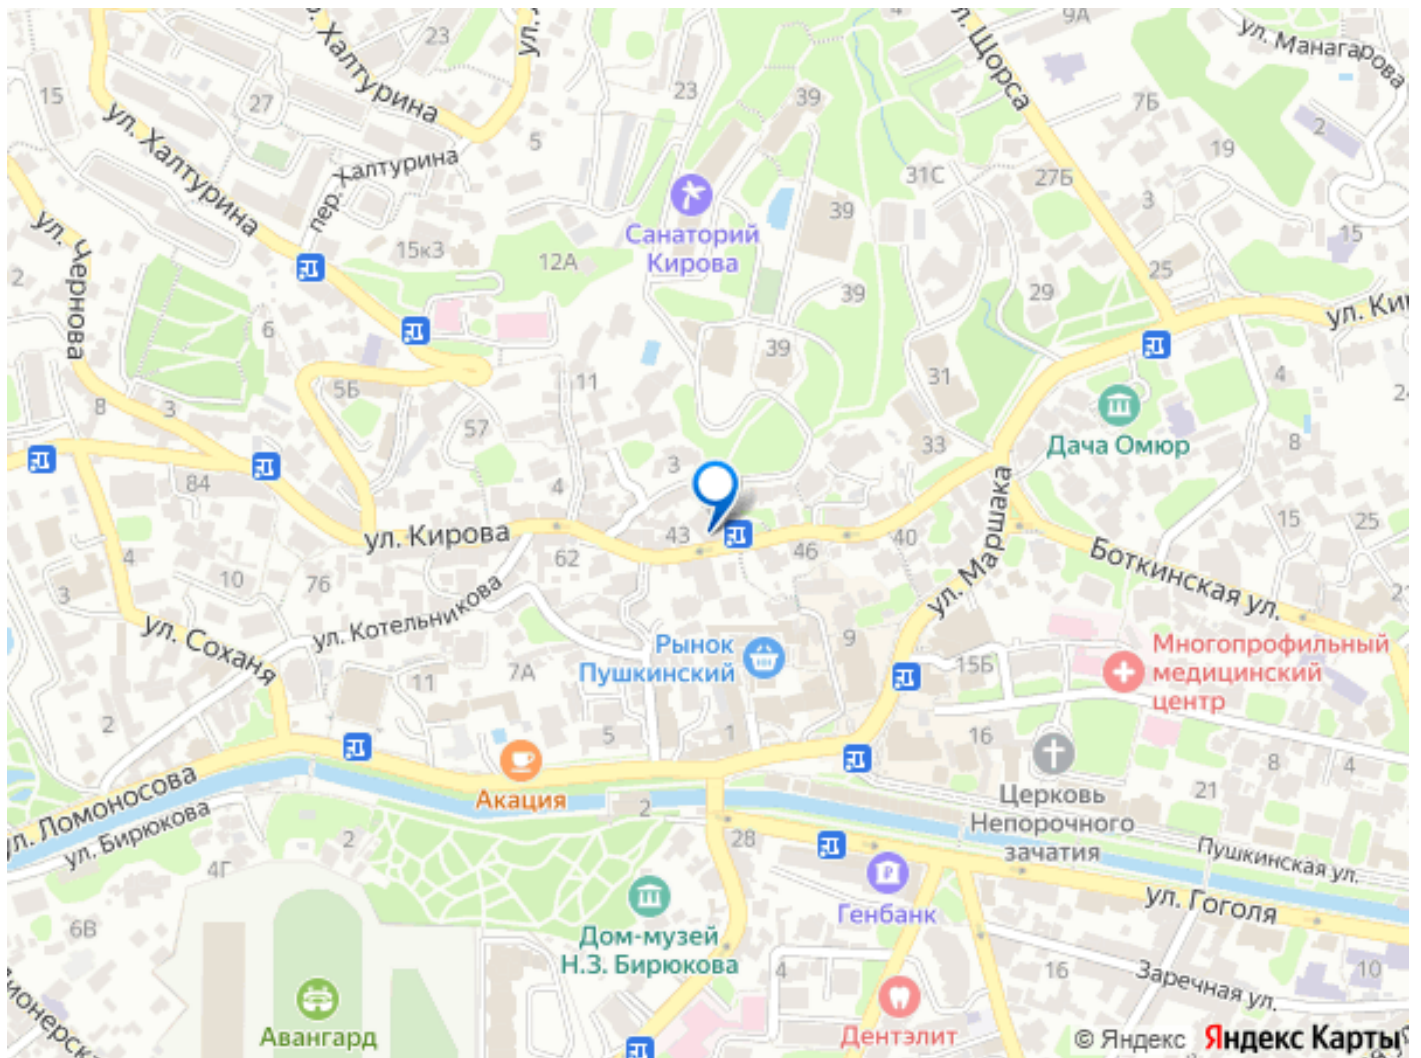 9А
ул. Манагарова
23
4
ул. Щорса
ул. Халтурина
15
27
23
39
7Б
2
ул. Халтурина
5
19
пер. Халтурина
31С
27Б
3
ул. Чернова
39
Санаторий
Кирова
15
15к3
12А
25
2
39
29
ул. Ки
6
39
11
31
4
5Б
24
8
3
57
33
Дача Омюр
8
3
84
4
ул. Маршака
15
25
ул. Кирова
43
46
40
4
62
Боткинская ул.
10
76
3
ул. Котельникова
ул. Соханя
9
Рынок
Пушкинский
15Б
Многопрофильный
медицинский
центр
7А
11
2
5
1
16
8
4
ул. Ломоносова
Акация
2
Церковь
Непорочного
зачатия
21
ул. Бирюкова
2
28
Пушкинская ул.
4Г
Генбанк
ул. Гоголя
6В
Дом-музей
Н.З. Бирюкова
4
16
Заречная ул.
10
Авангард
Дентэлит
© Яндекс
Яндекс Карты